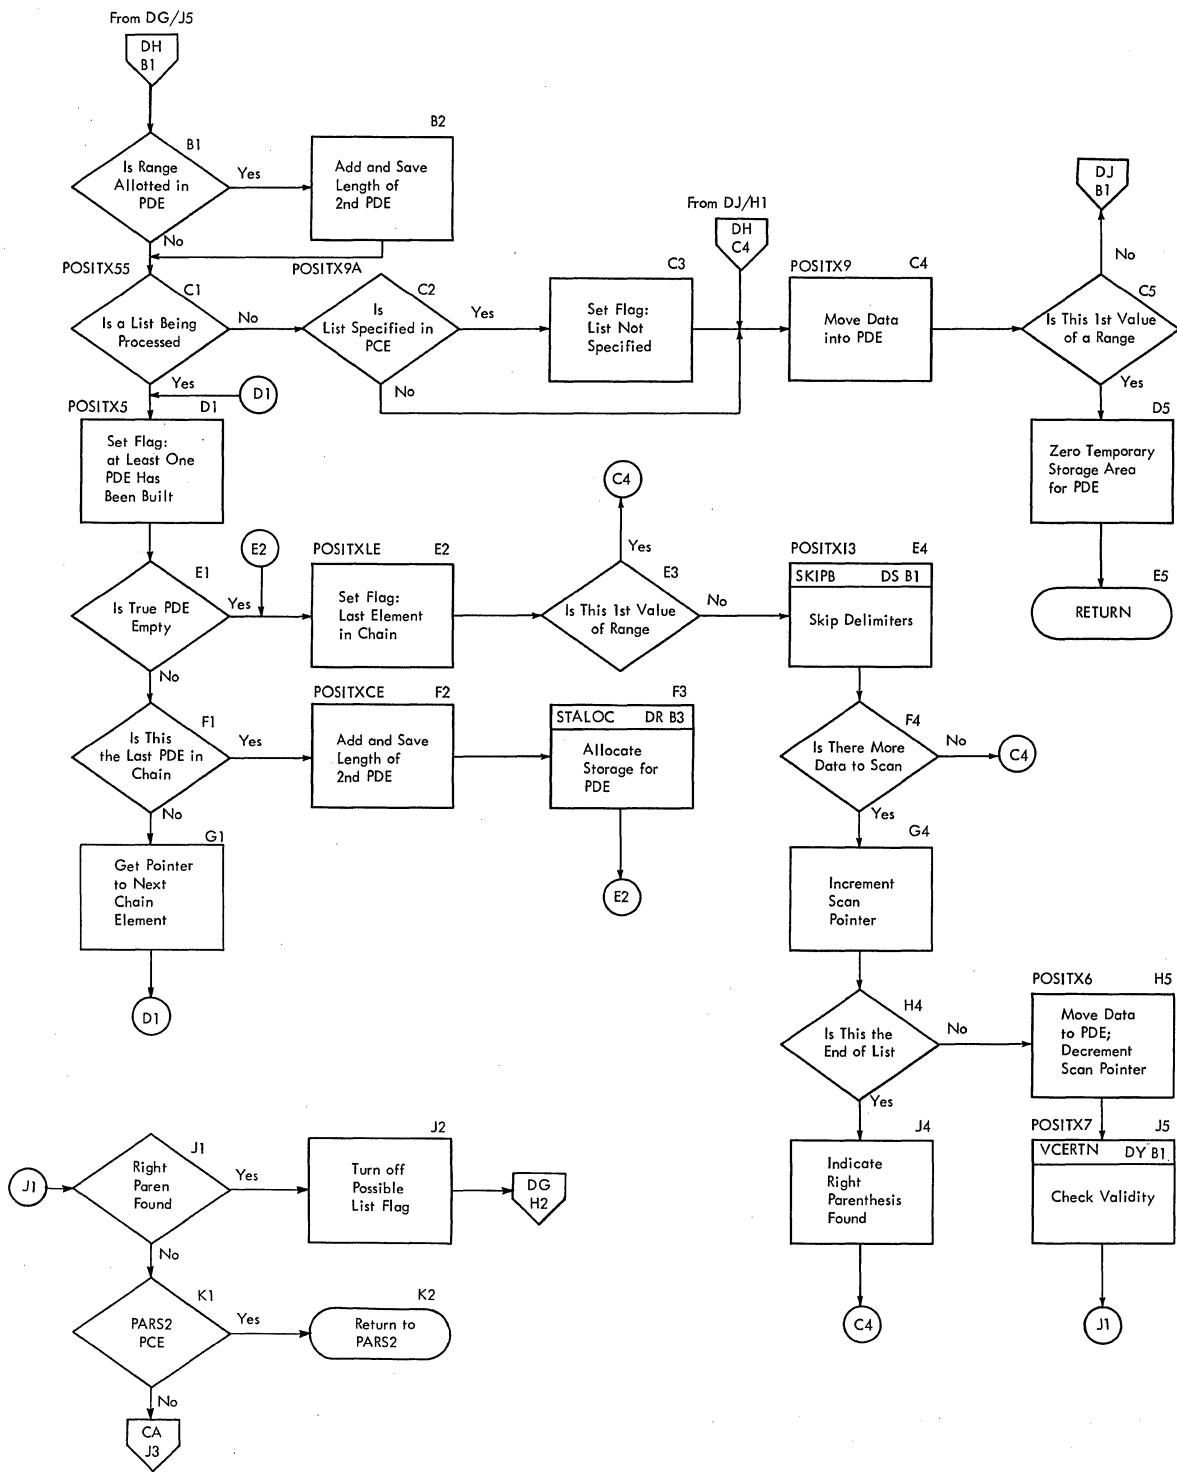 From DG/J5
DH
B1
B1
Is Range
Allotted in
PDE
Yes
No
B2
Add and Save
Length of
2nd PDE
POSITX55
C1
Is a List Being
Processed
No
Yes
POSITX9A
C2
Is
List Specified in
PCE
Yes
No
C3
Set Flag:
List Not
Specified
From DJ/H1
DH
C4
POSITX9
C4
Move Data
into PDE
DJ
B1
No
C5
Is This 1st Value
of a Range
Yes
D5
Zero Temporary
Storage Area
for PDE
E5
RETURN
D1
POSITX5
D1
Set Flag:
at Least One
PDE Has
Been Built
E1
Is True PDE
Empty
Yes
No
E2
POSITXLE
E2
Set Flag:
Last Element
in Chain
C4
Yes
E3
Is This 1st Value
of Range
No
POSITX13
E4
SKIPB
DS B1
Skip Delimiters
F1
Is This
the Last PDE in
Chain
Yes
No
POSITXCE
F2
Add and Save
Length of
2nd PDE
F3
STALOC
DR B3
Allocate
Storage for
PDE
E2
F4
Is There More
Data to Scan
No
C4
Yes
G1
Get Pointer
to Next
Chain
Element
D1
G4
Increment
Scan
Pointer
H4
Is This the
End of List
No
Yes
POSITX6
H5
Move Data
to PDE;
Decrement
Scan Pointer
POSITX7
J5
VCERTN
DY B1
Check Validity
J1
J4
Indicate
Right
Parenthesis
Found
C4
J1
J1
Right
Paren
Found
Yes
No
J2
Turn off
Possible
List Flag
DG
H2
K1
PARS2
PCE
Yes
No
K2
Return to
PARS2
CA
J3